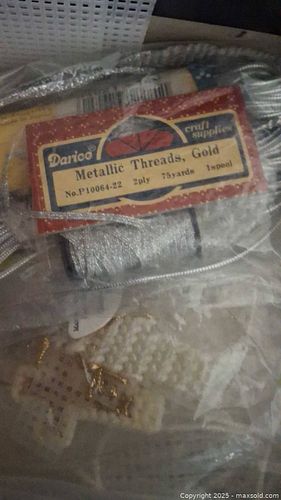 Darice
craft
supplies
Metallic Threads, Gold
No.P10064-22 2ply 75yards 1spool
Copyright © 2025 - maxsold.com